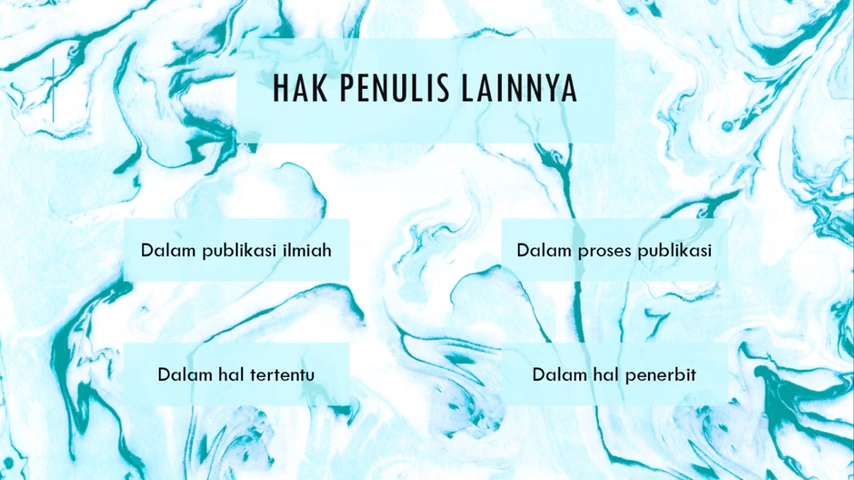 HAK PENULIS LAINNYA
Dalam publikasi ilmiah
Dalam proses publikasi
Dalam hal tertentu
Dalam hal penerbit